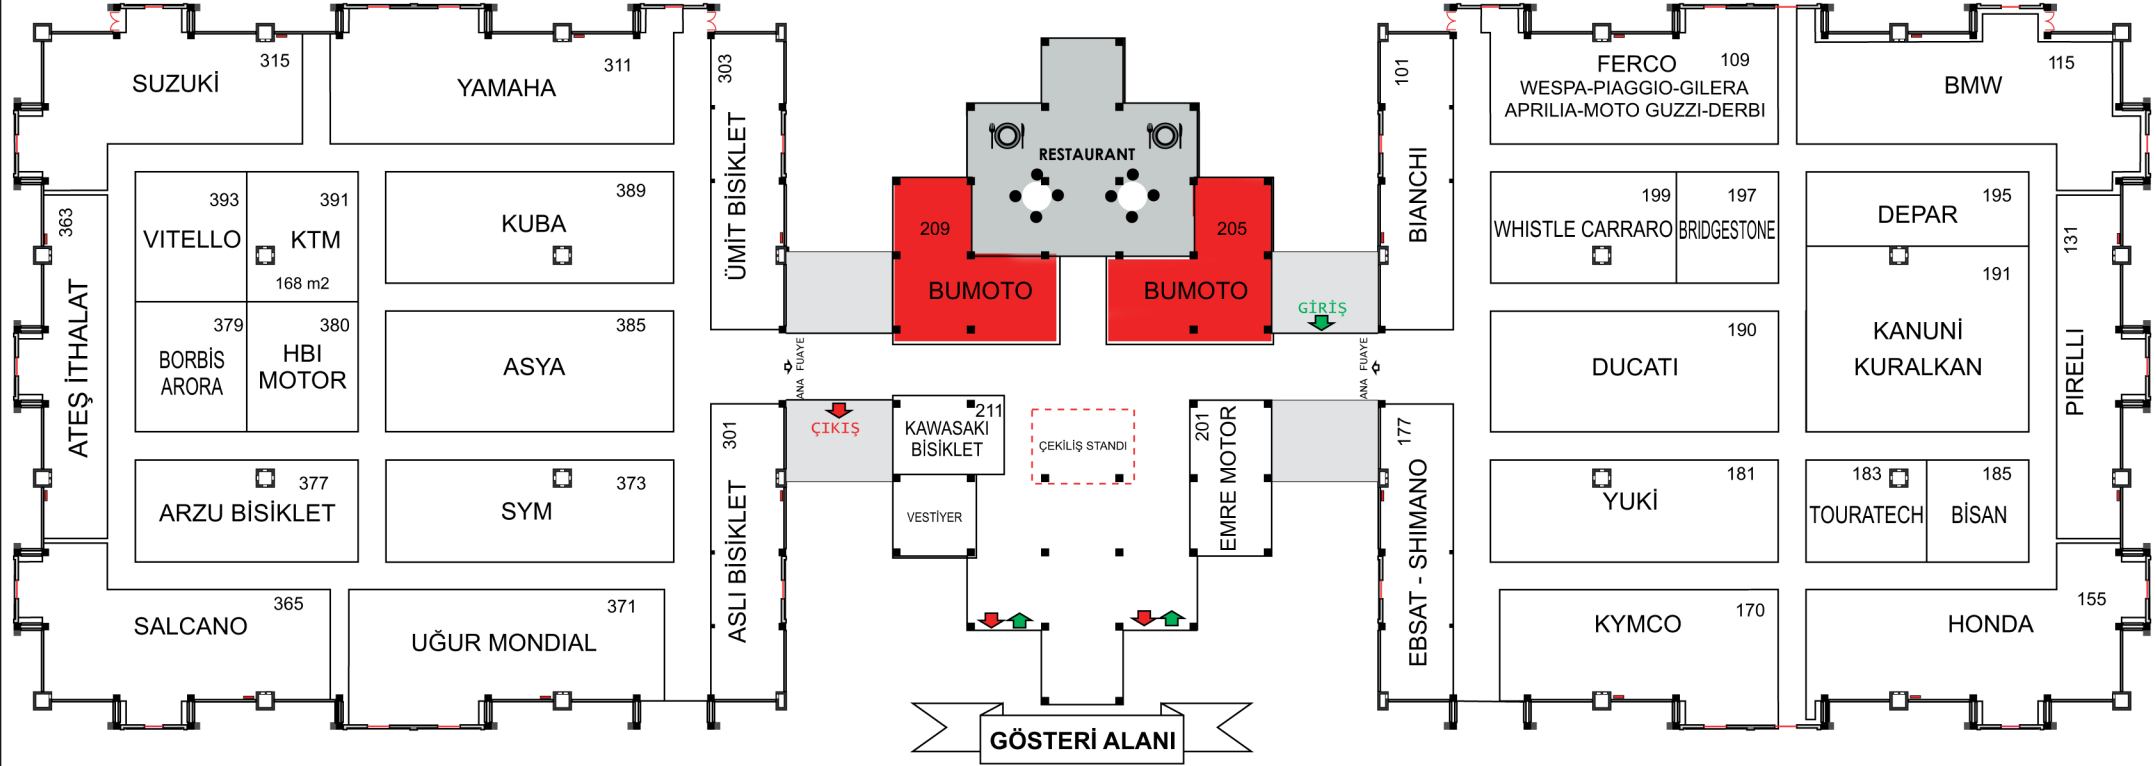 315
SUZUKİ
311
YAMAHA
303
ÜMİT BİSİKLET
393
VITELLO
391
KTM
168 m2
389
KUBA
363
ATEŞ İTHALAT
379
BORBİS
ARORA
380
HBI
MOTOR
385
ASYA
377
ARZU BİSİKLET
373
SYM
301
ASLI BİSİKLET
365
SALCANO
371
UĞUR MONDIAL
RESTAURANT
209
BUMOTO
205
BUMOTO
GİRİŞ
ANA FUAYE
ANA FUAYE
ÇIKIŞ
211
KAWASAKI
BİSİKLET
VESTİYER
ÇEKİLİŞ STANDI
201
EMRE MOTOR
GÖSTERİ ALANI
101
BIANCHI
FERCO
109
WESPA-PIAGGIO-GILERA
APRILIA-MOTO GUZZI-DERBI
115
BMW
199
WHISTLE CARRARO
197
BRIDGESTONE
195
DEPAR
131
PIRELLI
191
KANUNİ
KURALKAN
190
DUCATI
177
EBSAT - SHIMANO
181
YUKİ
183
TOURATECH
185
BİSAN
170
KYMCO
155
HONDA